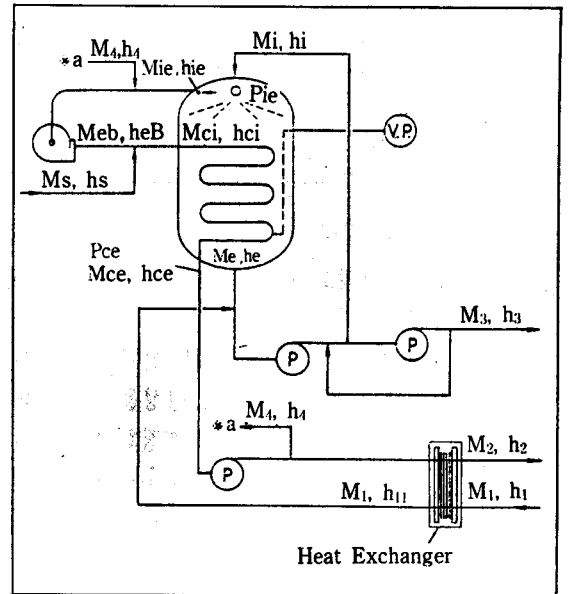 Mi, hi
M₄, h₄
*a
Mie, hie
Pie
Meb, heB
Mci, hci
V.P.
Ms, hs
Pce
Mce, hce
Me, he
M₃, h₃
P
P
M₄, h₄
*a
M₂, h₂
P
M₁, h₁₁
M₁, h₁
Heat Exchanger